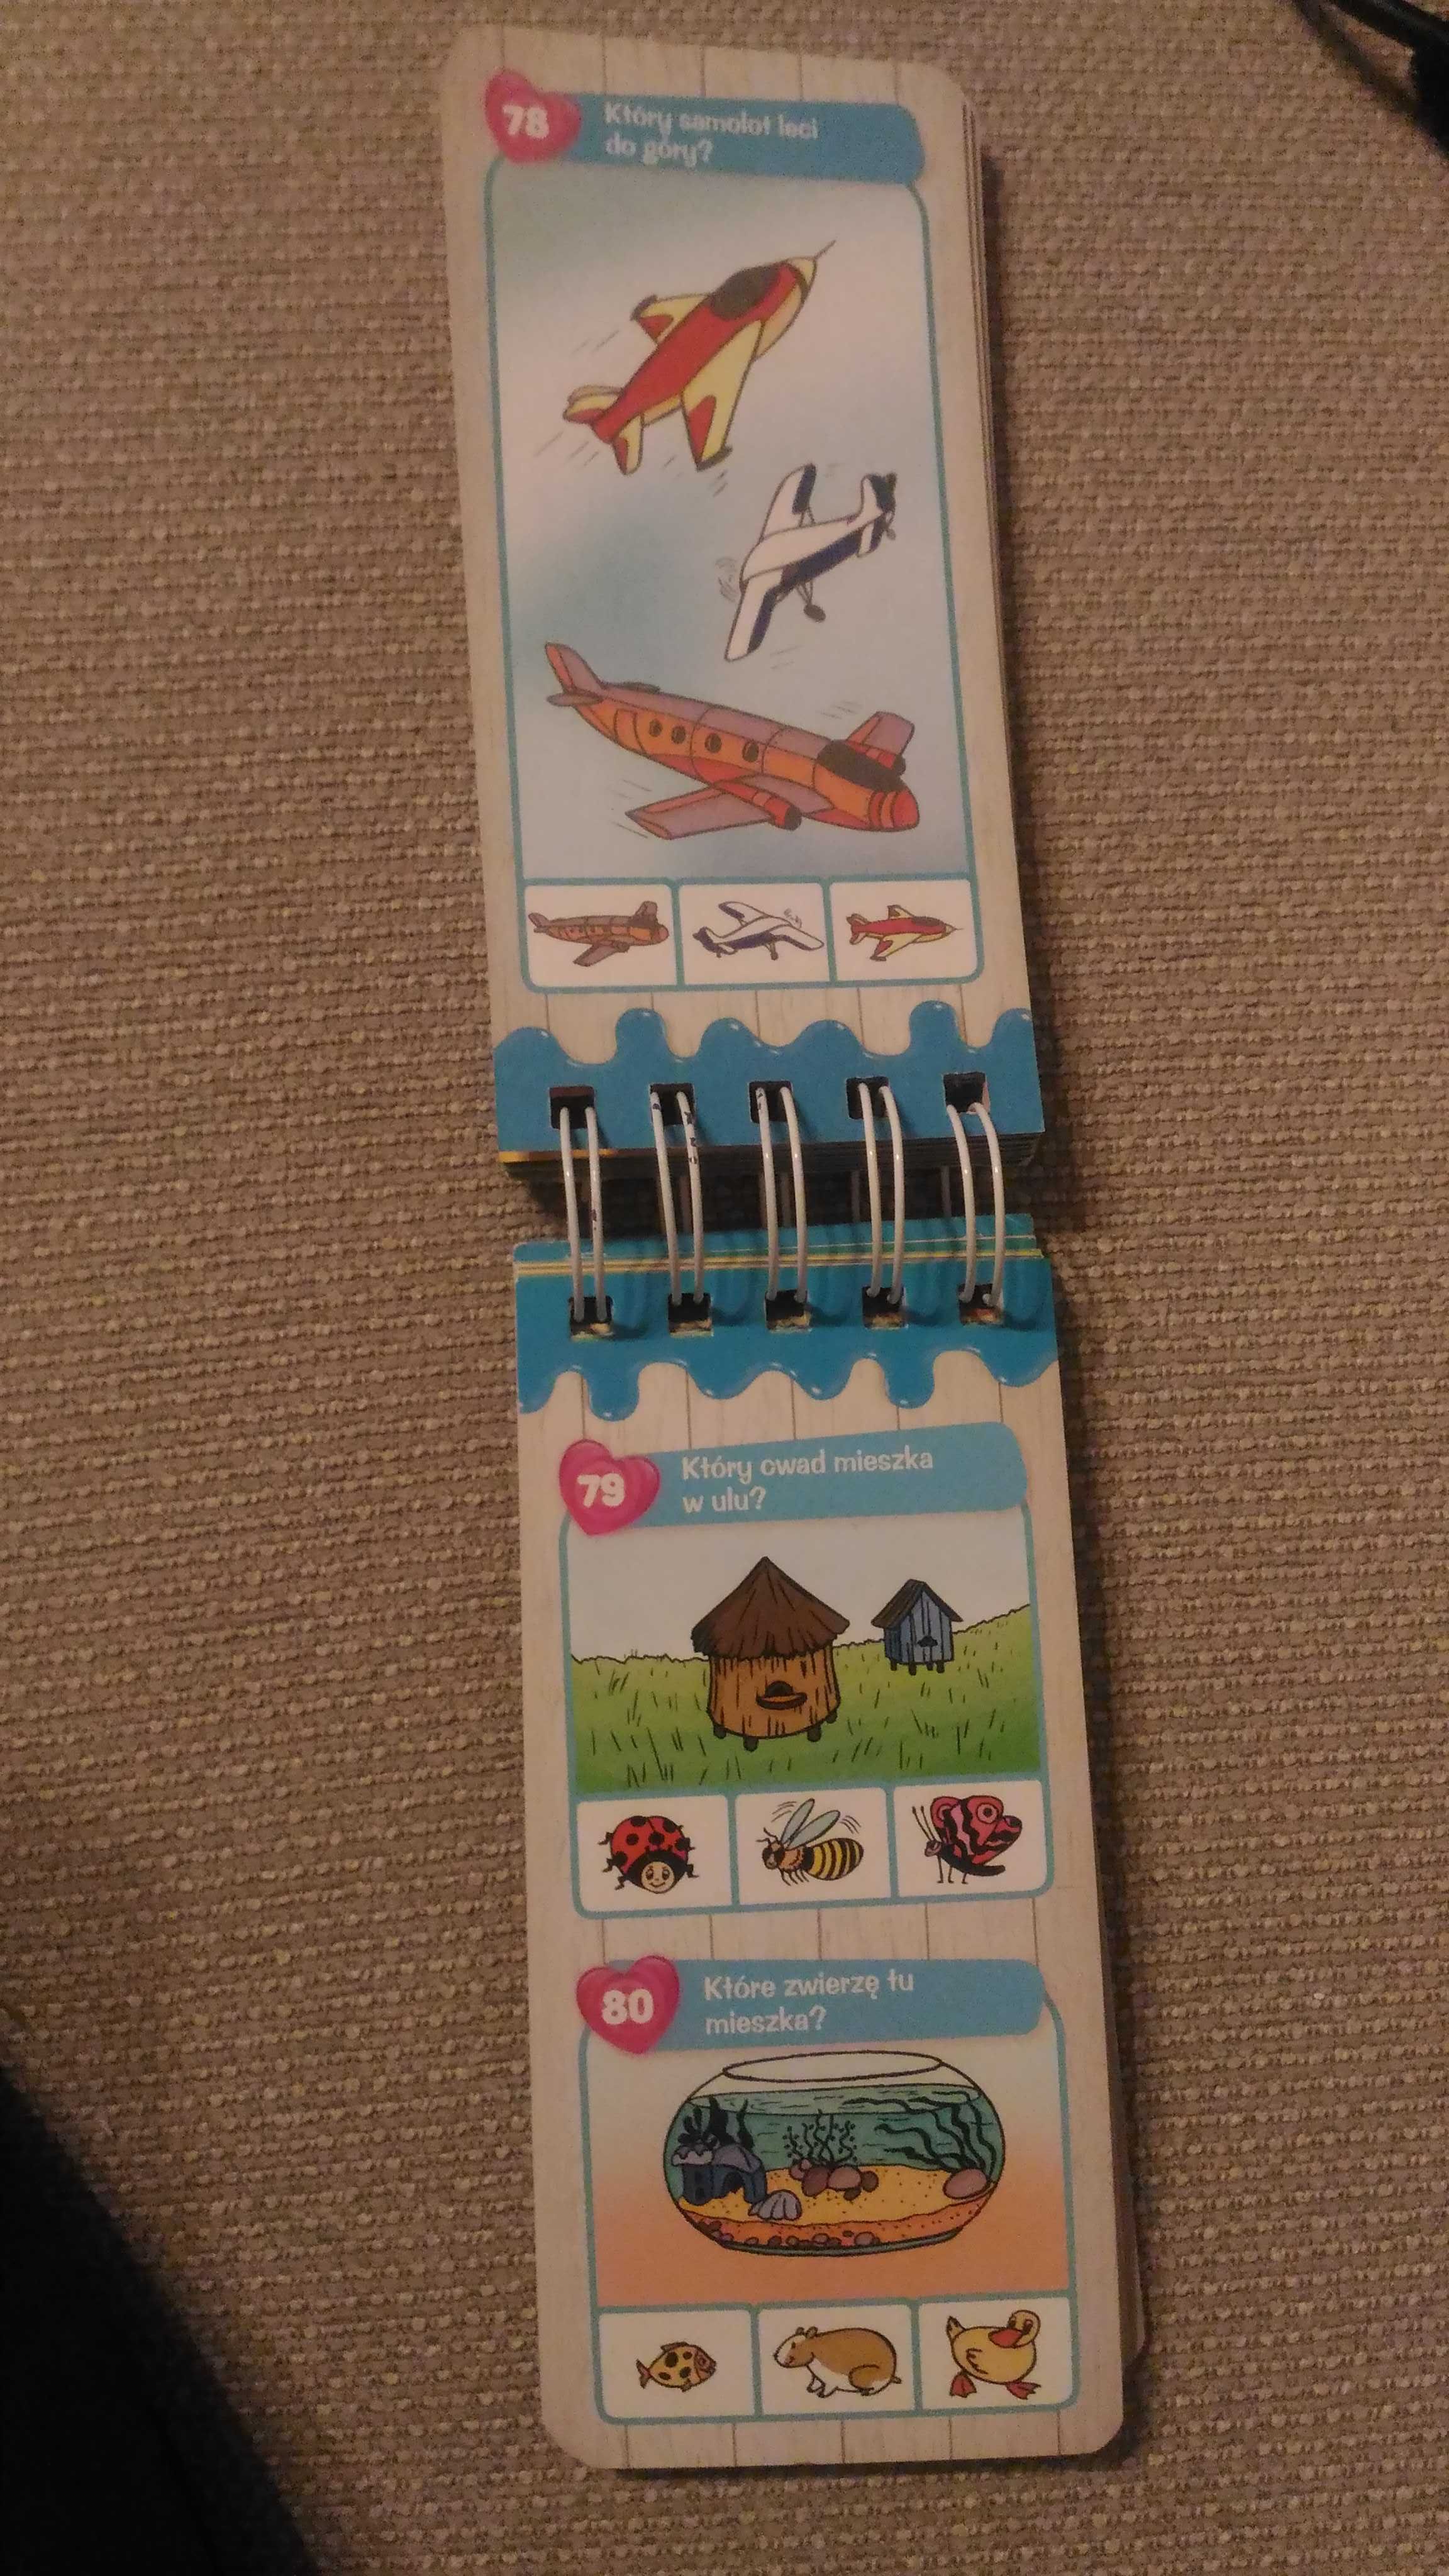 78
Który samolot leci
do góry?
79
Który owad mieszka
w ulu?
80
Które zwierzę tu
mieszka?